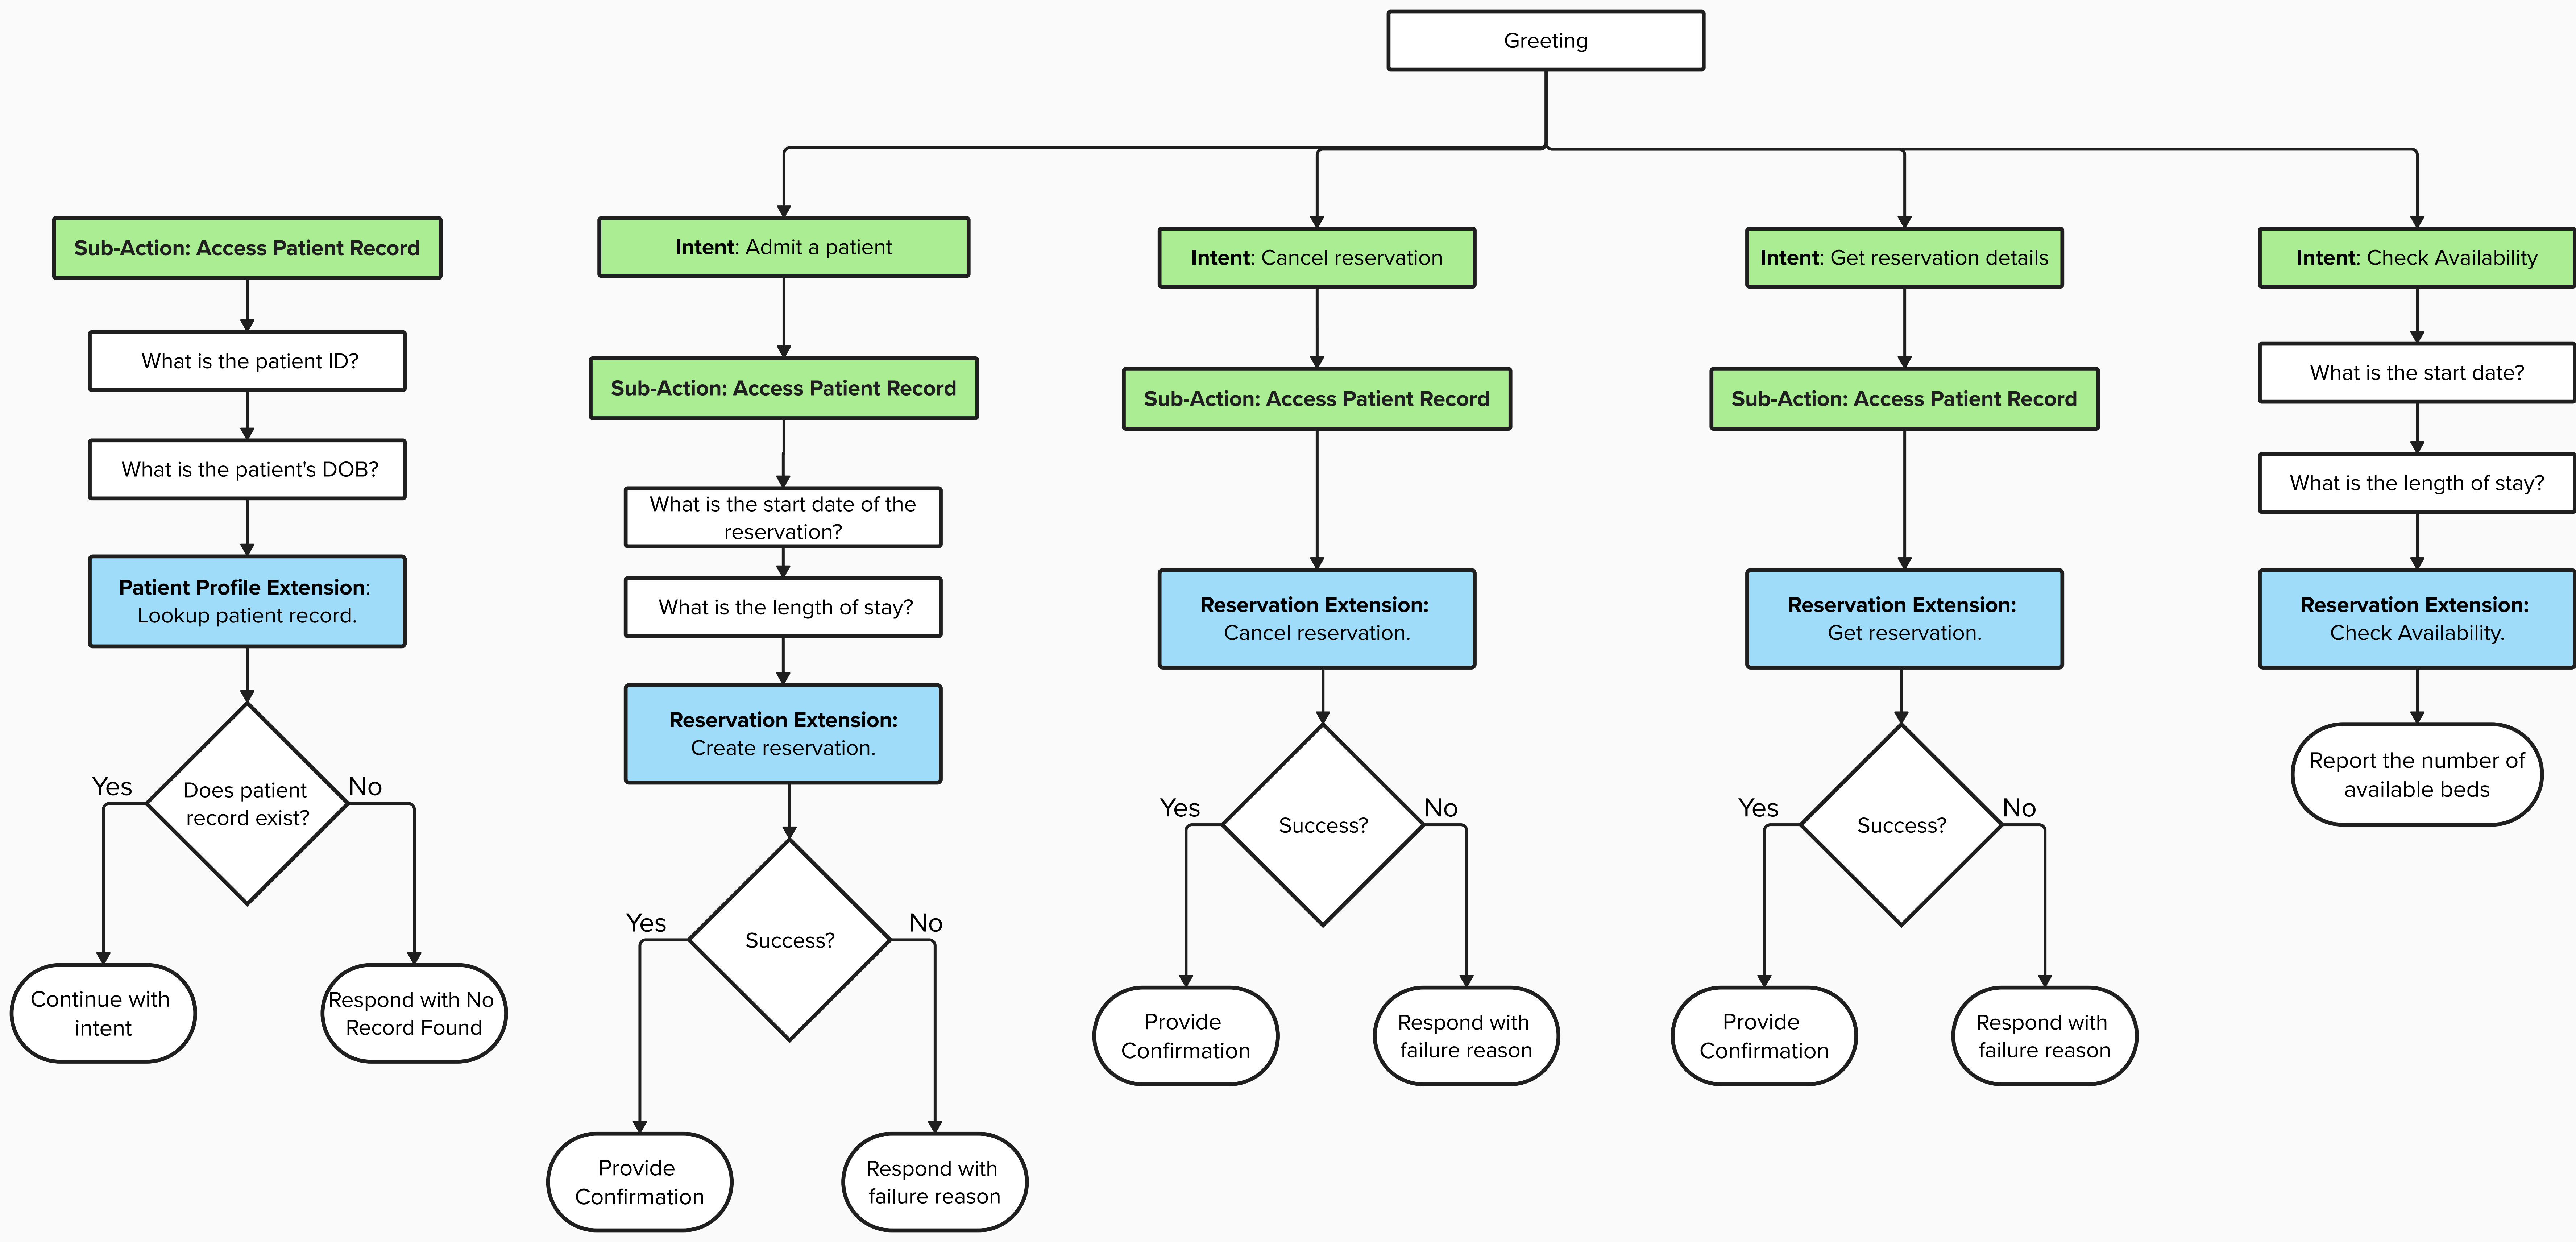 Greeting
Sub-Action: Access Patient Record
What is the patient ID?
What is the patient's DOB?
Patient Profile Extension:
Lookup patient record.
Does patient
record exist?
Yes
No
Continue with
intent
Respond with No
Record Found
Intent: Admit a patient
Sub-Action: Access Patient Record
What is the start date of the
reservation?
What is the length of stay?
Reservation Extension:
Create reservation.
Success?
Yes
No
Provide
Confirmation
Respond with
failure reason
Intent: Cancel reservation
Sub-Action: Access Patient Record
Reservation Extension:
Cancel reservation.
Success?
Yes
No
Provide
Confirmation
Respond with
failure reason
Intent: Get reservation details
Sub-Action: Access Patient Record
Reservation Extension:
Get reservation.
Success?
Yes
No
Provide
Confirmation
Respond with
failure reason
Intent: Check Availability
What is the start date?
What is the length of stay?
Reservation Extension:
Check Availability.
Report the number of
available beds